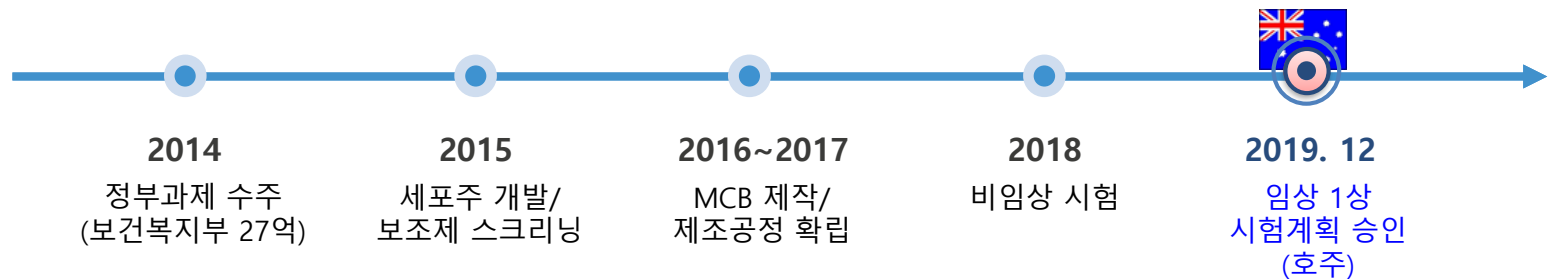 2014
정부과제 수주
(보건복지부 27억)
2015
세포주 개발/
보조제 스크리닝
2016~2017
MCB 제작/
제조공정 확립
2018
비임상 시험
2019. 12
임상 1상
시험계획 승인
(호주)